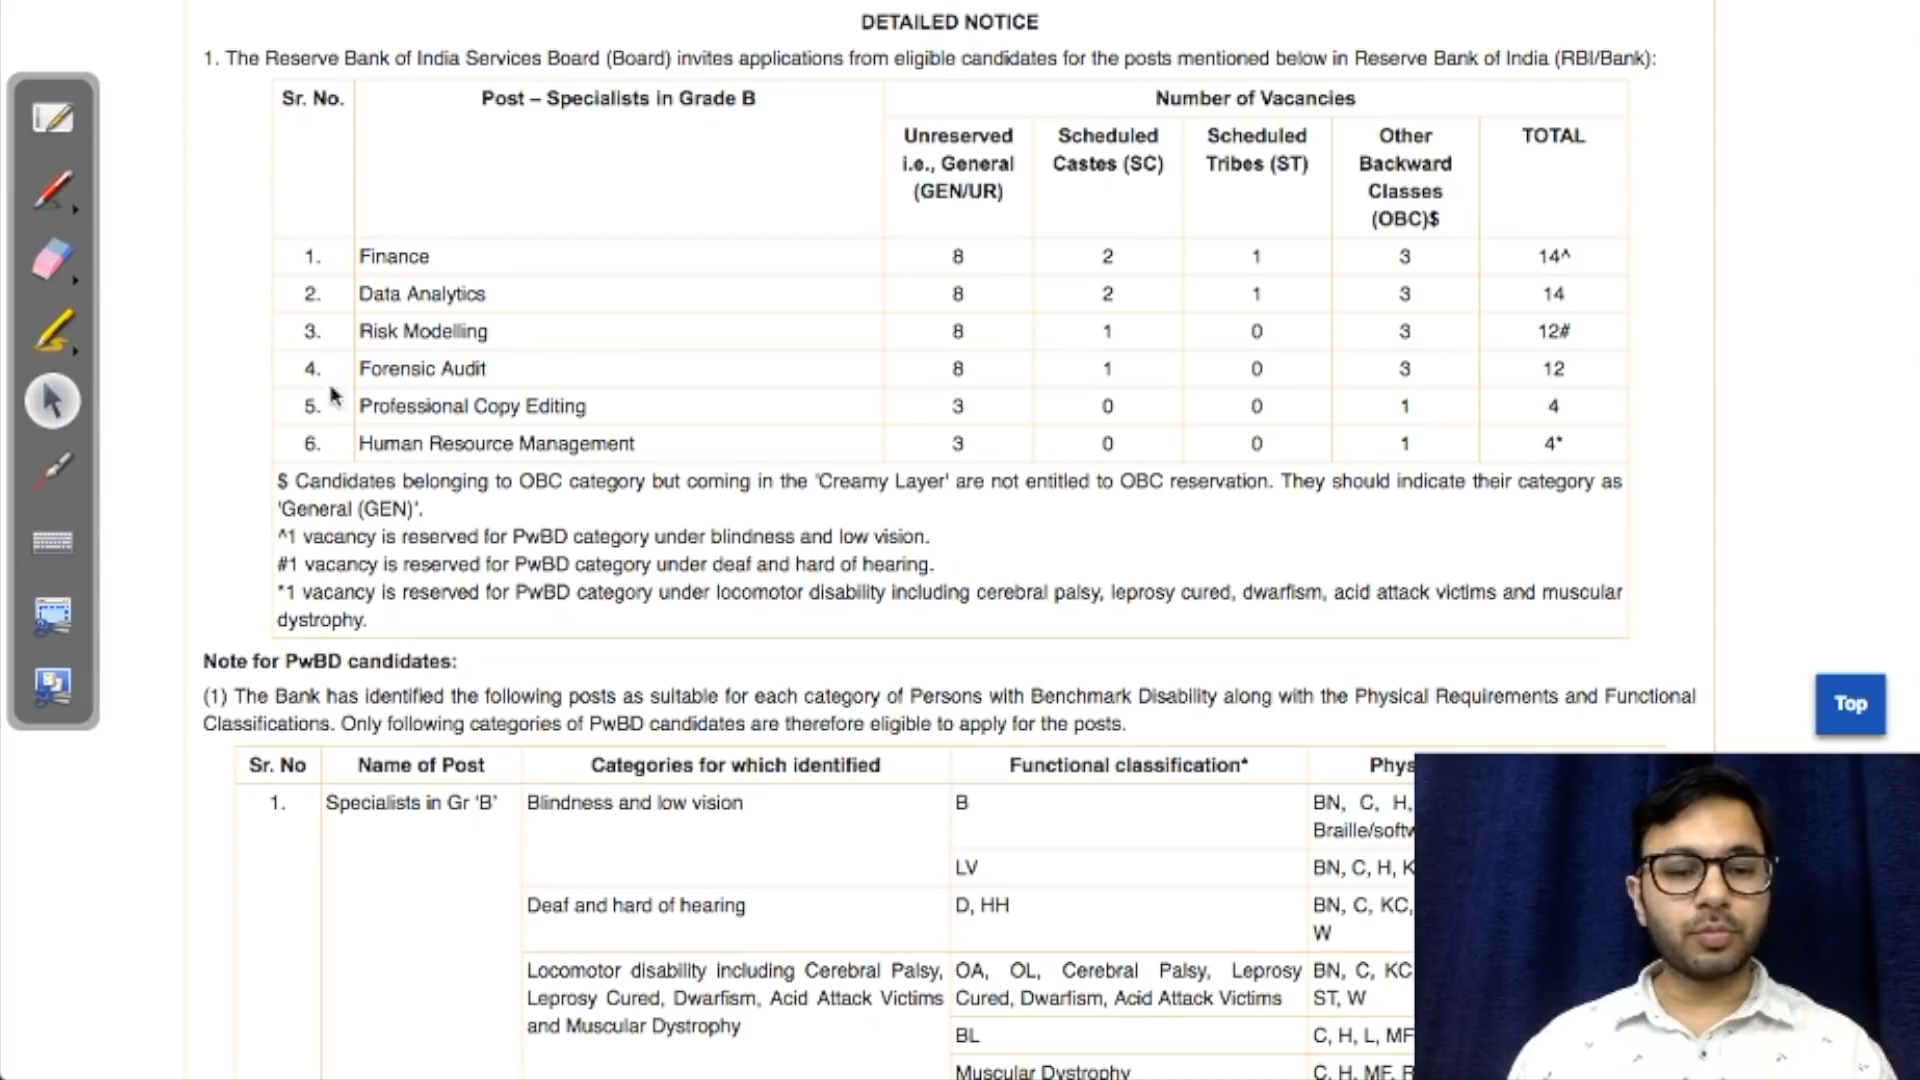 DETAILED NOTICE
1. The Reserve Bank of India Services Board (Board) invites applications from eligible candidates for the posts mentioned below in Reserve Bank of India (RBI/Bank):
Sr. No. Post – Specialists in Grade B Number of Vacancies
Unreserved i.e., General (GEN/UR) Scheduled Castes (SC) Scheduled Tribes (ST) Other Backward Classes (OBC)$ TOTAL
1. Finance 8 2 1 3 14^
2. Data Analytics 8 2 1 3 14
3. Risk Modelling 8 1 0 3 12#
4. Forensic Audit 8 1 0 3 12
5. Professional Copy Editing 3 0 0 1 4
6. Human Resource Management 3 0 0 1 4*
$ Candidates belonging to OBC category but coming in the 'Creamy Layer' are not entitled to OBC reservation. They should indicate their category as
'General (GEN)'.
^1 vacancy is reserved for PwBD category under blindness and low vision.
#1 vacancy is reserved for PwBD category under deaf and hard of hearing.
*1 vacancy is reserved for PwBD category under locomotor disability including cerebral palsy, leprosy cured, dwarfism, acid attack victims and muscular
dystrophy.
Note for PwBD candidates:
(1) The Bank has identified the following posts as suitable for each category of Persons with Benchmark Disability along with the Physical Requirements and Functional
Classifications. Only following categories of PwBD candidates are therefore eligible to apply for the posts.
Top
Sr. No Name of Post Categories for which identified Functional classification* Phys
1. Specialists in Gr 'B' Blindness and low vision B BN, C, H,
Braille/softw
LV BN, C, H, K
Deaf and hard of hearing D, HH BN, C, KC,
W
Locomotor disability including Cerebral Palsy, OA, OL, Cerebral Palsy, Leprosy BN, C, KC
Leprosy Cured, Dwarfism, Acid Attack Victims Cured, Dwarfism, Acid Attack Victims ST, W
and Muscular Dystrophy
BL C, H, L, MF
Muscular Dystrophy C, H, MF, R